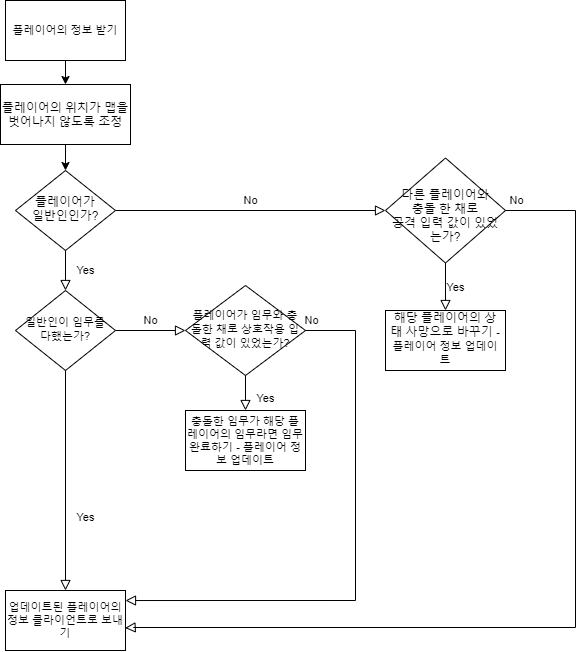 플레이어의 정보 받기
플레이어의 위치가 맵을
벗어나지 않도록 조정
플레이어가
일반인인가?
No
다른 플레이어와
충돌 한 채로
공격 입력 값이 있었
는가?
No
Yes
Yes
일반인이 임무를
다했는가?
No
플레이어가 임무와 충
돌한 채로 상호작용 입
력 값이 있었는가?
No
해당 플레이어의 상
태 사망으로 바꾸기 -
플레이어 정보 업데이
트
Yes
충돌한 임무가 해당 플
레이어의 임무라면 임무
완료하기 - 플레이어 정
보 업데이트
Yes
업데이트된 플레이어의
정보 클라이언트로 보내
기